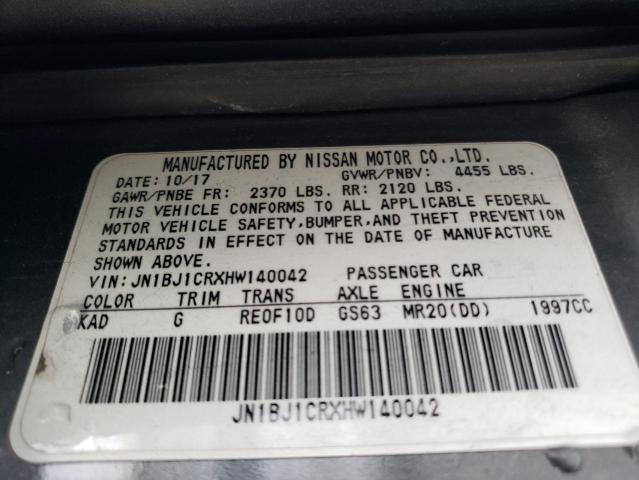 MANUFACTURED BY NISSAN MOTOR CO.,LTD.
DATE: 10/17 GVWR/PNBV: 4455 LBS.
GAWR/PNBE FR: 2370 LBS. RR: 2120 LBS.
THIS VEHICLE CONFORMS TO ALL APPLICABLE FEDERAL
MOTOR VEHICLE SAFETY,BUMPER,AND THEFT PREVENTION
STANDARDS IN EFFECT ON THE DATE OF MANUFACTURE
SHOWN ABOVE.
VIN:JN1BJ1CRXHW140042 PASSENGER CAR
COLOR TRIM TRANS AXLE ENGINE
KAD G RE0F10D GS63 MR20(DD) 1997CC
JN1BJ1CRXHW140042